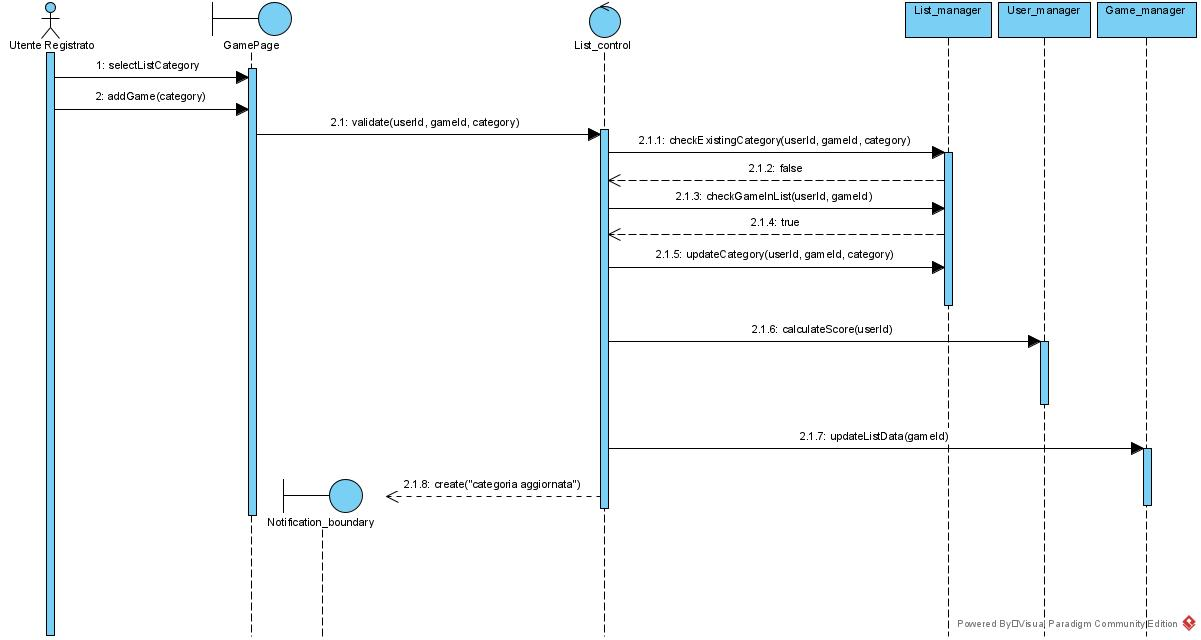 List_manager
User_manager
Game_manager
Utente Registrato
GamePage
List_control
1: selectListCategory
2: addGame(category)
2.1: validate(userId, gameId, category)
2.1.1: checkExistingCategory(userId, gameId, category)
2.1.2: false
2.1.3: checkGameInList(userId, gameId)
2.1.4: true
2.1.5: updateCategory(userId, gameId, category)
2.1.6: calculateScore(userId)
2.1.7: updateListData(gameId)
2.1.8: create("categoria aggiornata")
Notification_boundary
Powered By Visual Paradigm Community Edition